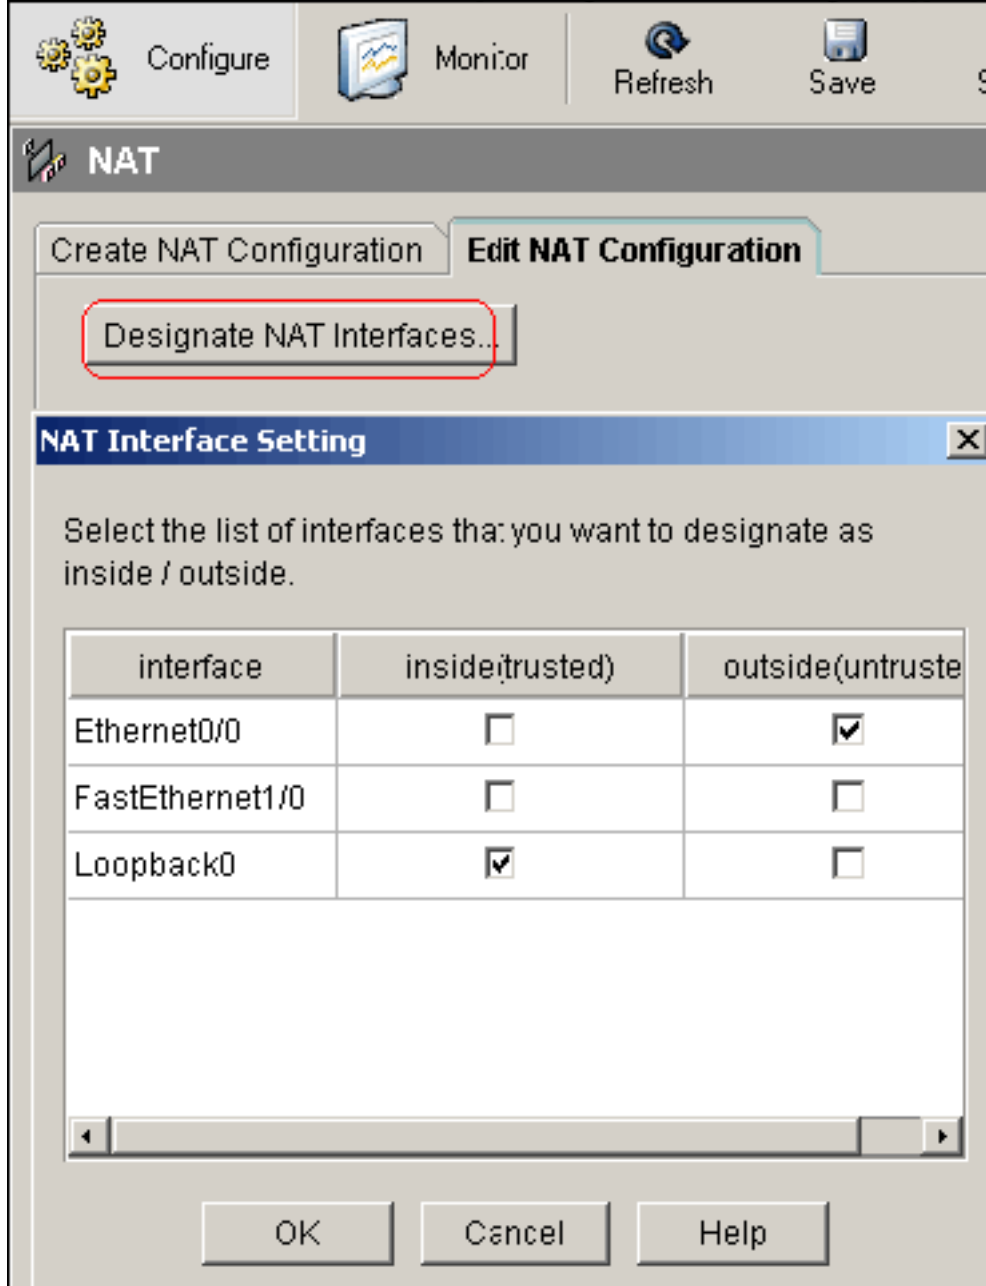 Configure Monitor Refresh Save S
NAT
Create NAT Configuration Edit NAT Configuration
Designate NAT Interfaces...
NAT Interface Setting
Select the list of interfaces that you want to designate as
inside / outside.
interface inside(trusted) outside(untruste
Ethernet0/0
FastEthernet1/0
Loopback0
OK Cancel Help